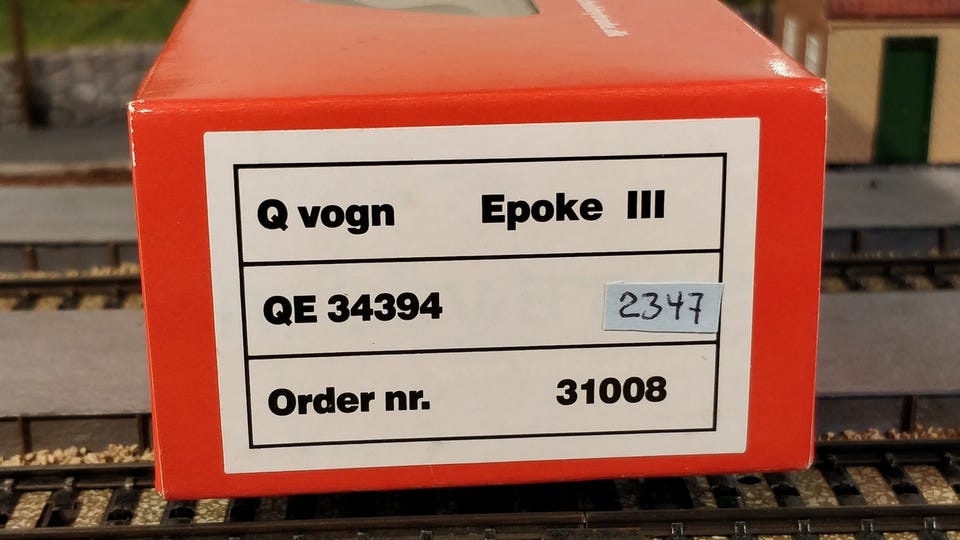 Q vogn Epoke III
QE 34394 2347
Order nr. 31008